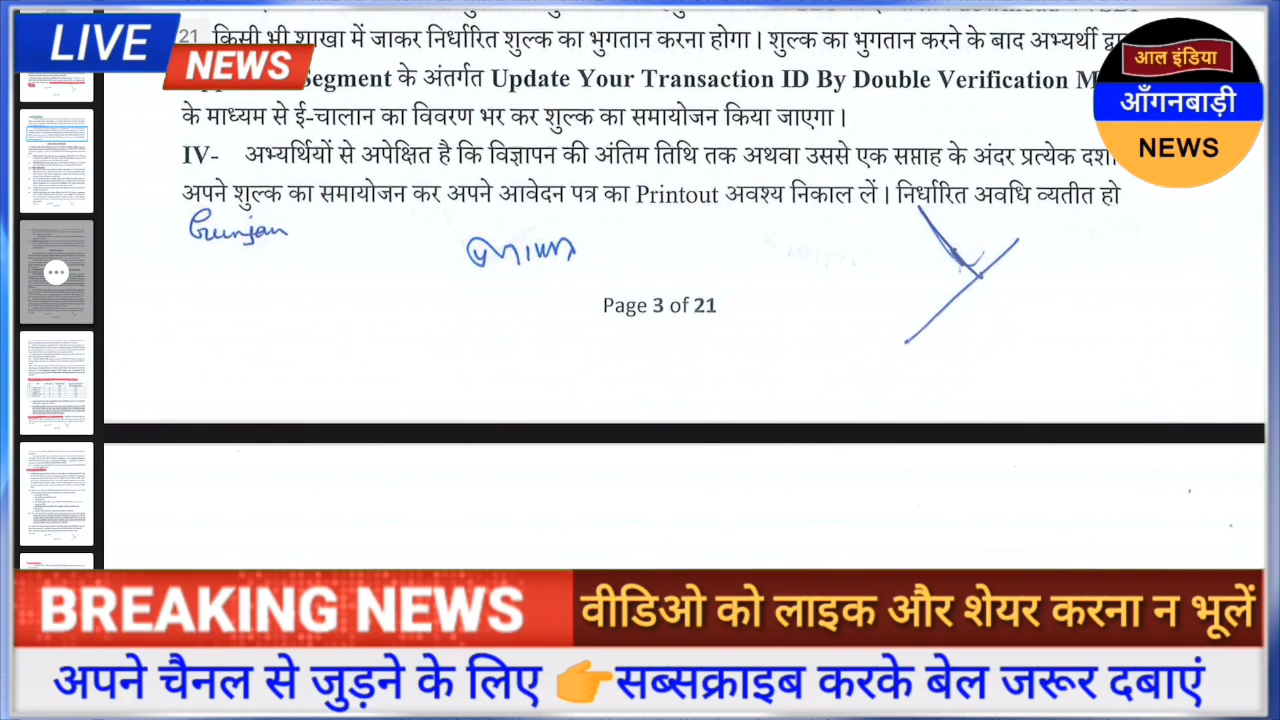 LIVE
NEWS
21
किसी भी शाखा में जाकर निर्धारित शुल्क का भुगतान करना होगा। शुल्क का भुगतान करने के बाद अभ्यर्थी
Segment के अंतर्गत Update Your Transaction ID By Double Verification
के माध्यम से ई-चालान का विवरण भर कर शुल्क का समायोजन किया जाएगा।
IV- अभ्यर्थियों से अपेक्षित है कि विज्ञापन की अंतिम तिथि तक अथवा उससे एक सप्ताह के अंदर प्रत्येक
अपने शुल्क का समायोजन कर अपने आवेदन पत्र का Printout अवश्य निकाल लें। निर्धारित अवधि व्यतीत हो
Gunjan
Page 3 of 21
आल इंडिया
आँगनबाड़ी
NEWS
BREAKING NEWS
वीडिओ को लाइक और शेयर करना न भूलें
अपने चैनल से जुड़ने के लिए 👉सब्सक्राइब करके बेल जरूर दबाएं